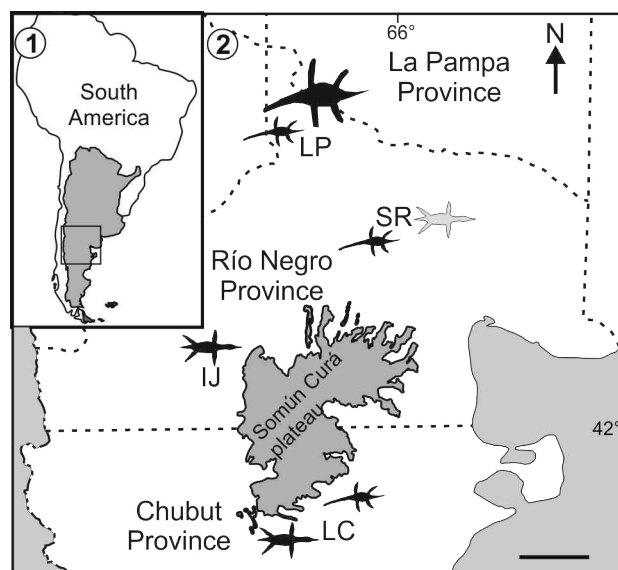 1
South
America
2
66°
N
La Pampa
Province
LP
SR
Río Negro
Province
IJ
Somún Curá
plateau
42°
Chubut
Province
LC